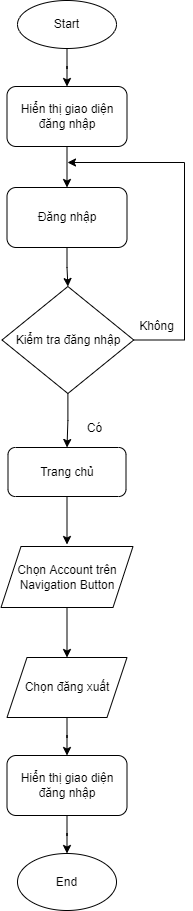 Start
Hiển thị giao diện
đăng nhập
Đăng nhập
Kiểm tra đăng nhập
Không
Có
Trang chủ
Chọn Account trên
Navigation Button
Chọn đăng xuất
Hiển thị giao diện
đăng nhập
End